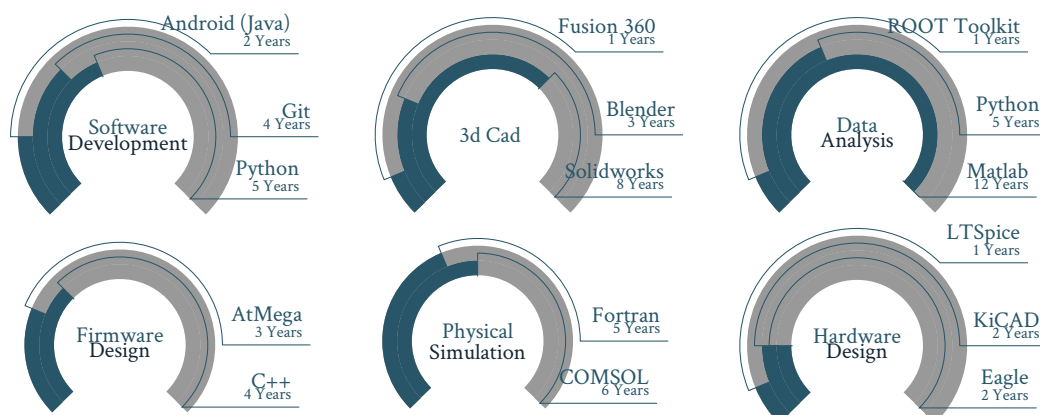 Android (Java)
2 Years
Git
4 Years
Python
5 Years
Software
Development
Fusion 360
1 Years
Blender
3 Years
Solidworks
8 Years
3d Cad
ROOT Toolkit
1 Years
Python
5 Years
Matlab
12 Years
Data
Analysis
AtMega
3 Years
C++
4 Years
Firmware
Design
Fortran
5 Years
COMSOL
6 Years
Physical
Simulation
LTSpice
1 Years
KiCAD
2 Years
Eagle
2 Years
Hardware
Design